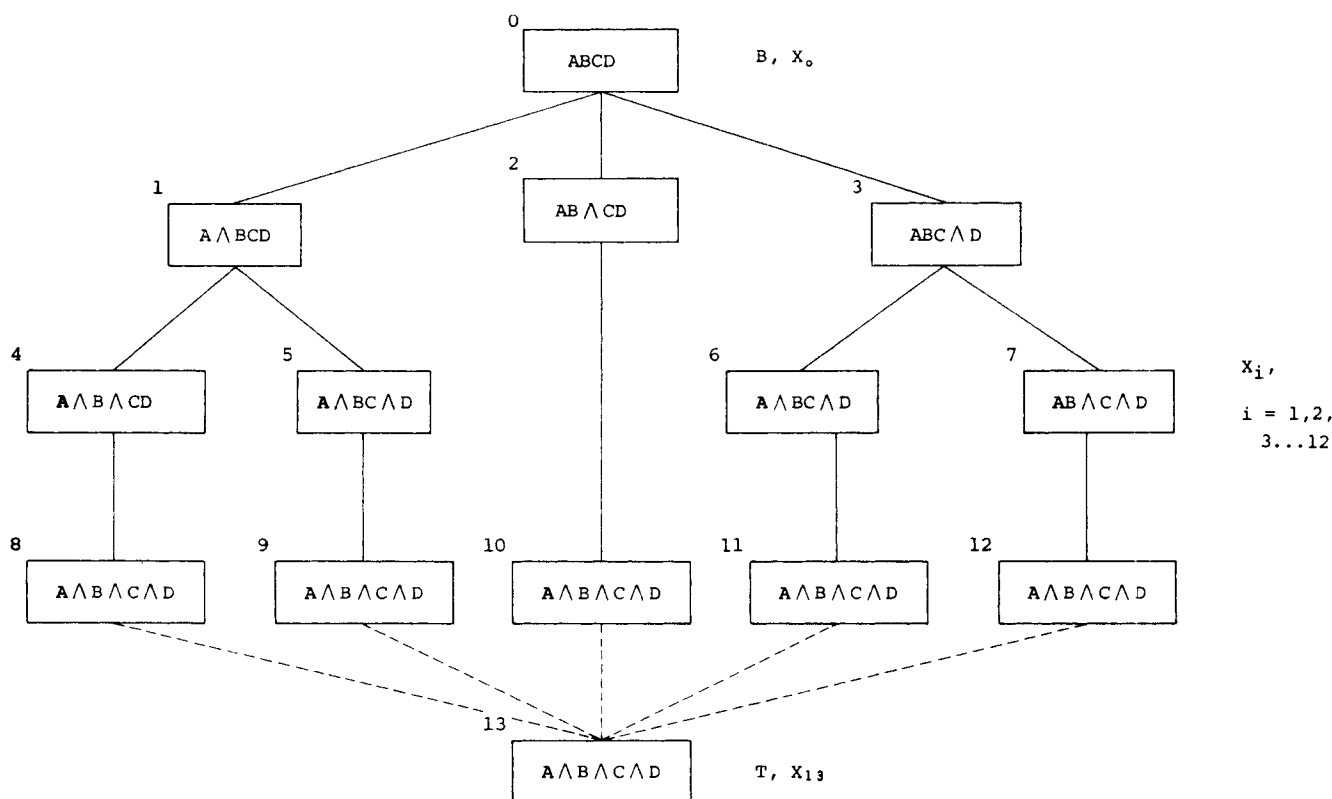 0
ABCD
B, X₀
1
2
3
A ∧ BCD
AB ∧ CD
ABC ∧ D
4
5
6
7
A ∧ B ∧ CD
A ∧ BC ∧ D
A ∧ BC ∧ D
AB ∧ C ∧ D
Xᵢ,
i = 1,2,
3...12
8
9
10
11
12
A ∧ B ∧ C ∧ D
A ∧ B ∧ C ∧ D
A ∧ B ∧ C ∧ D
A ∧ B ∧ C ∧ D
A ∧ B ∧ C ∧ D
13
A ∧ B ∧ C ∧ D
T, X₁₃